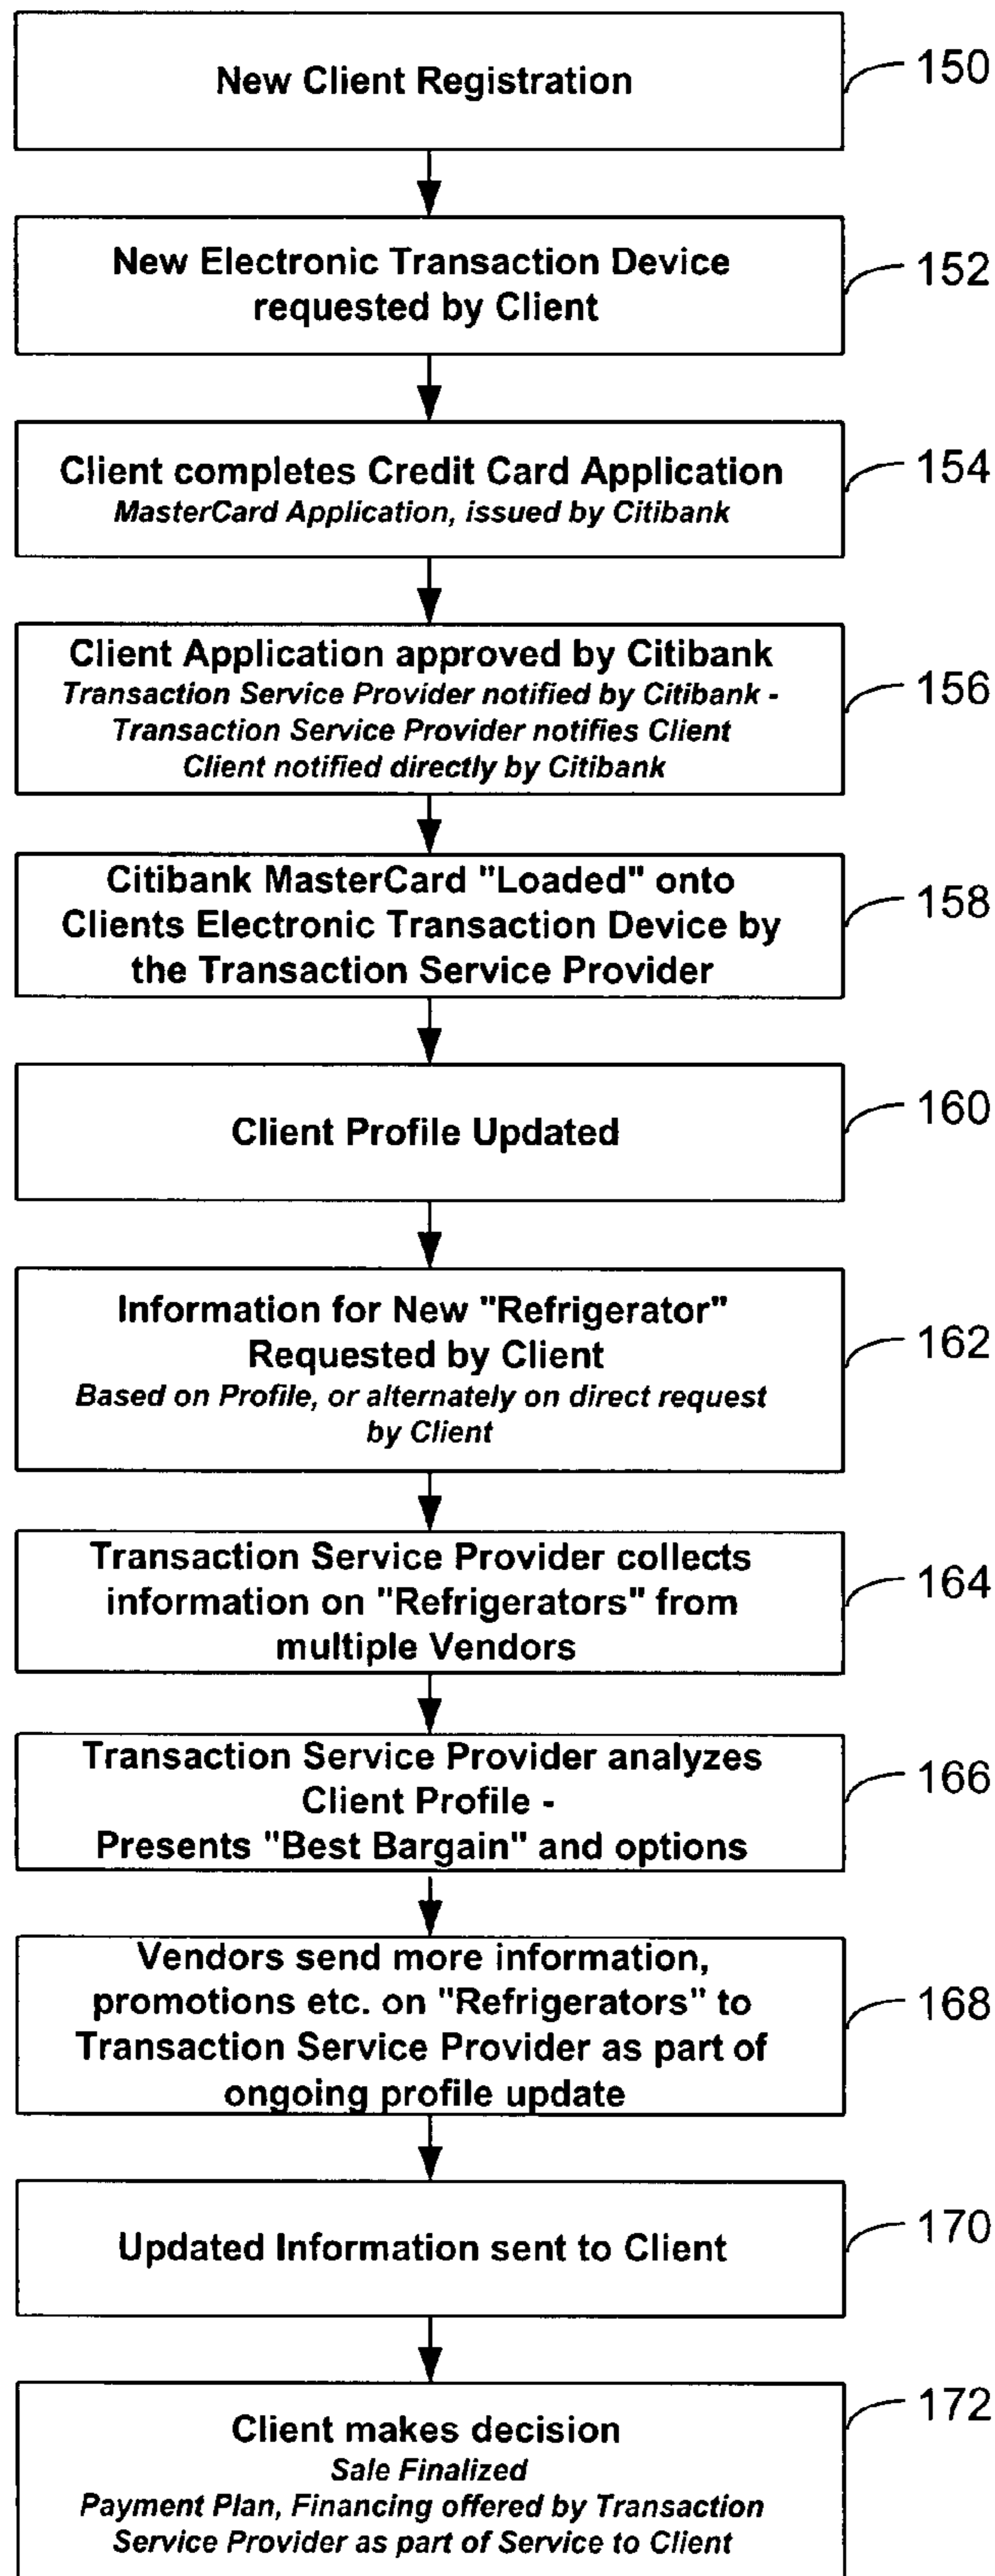 New Client Registration
150
New Electronic Transaction Device
requested by Client
152
Client completes Credit Card Application
MasterCard Application, issued by Citibank
154
Client Application approved by Citibank
Transaction Service Provider notified by Citibank -
Transaction Service Provider notifies Client
Client notified directly by Citibank
156
Citibank MasterCard "Loaded" onto
Clients Electronic Transaction Device by
the Transaction Service Provider
158
Client Profile Updated
160
Information for New "Refrigerator"
Requested by Client
Based on Profile, or alternately on direct request
by Client
162
Transaction Service Provider collects
information on "Refrigerators" from
multiple Vendors
164
Transaction Service Provider analyzes
Client Profile -
Presents "Best Bargain" and options
166
Vendors send more information,
promotions etc. on "Refrigerators" to
Transaction Service Provider as part of
ongoing profile update
168
Updated Information sent to Client
170
Client makes decision
Sale Finalized
Payment Plan, Financing offered by Transaction
Service Provider as part of Service to Client
172